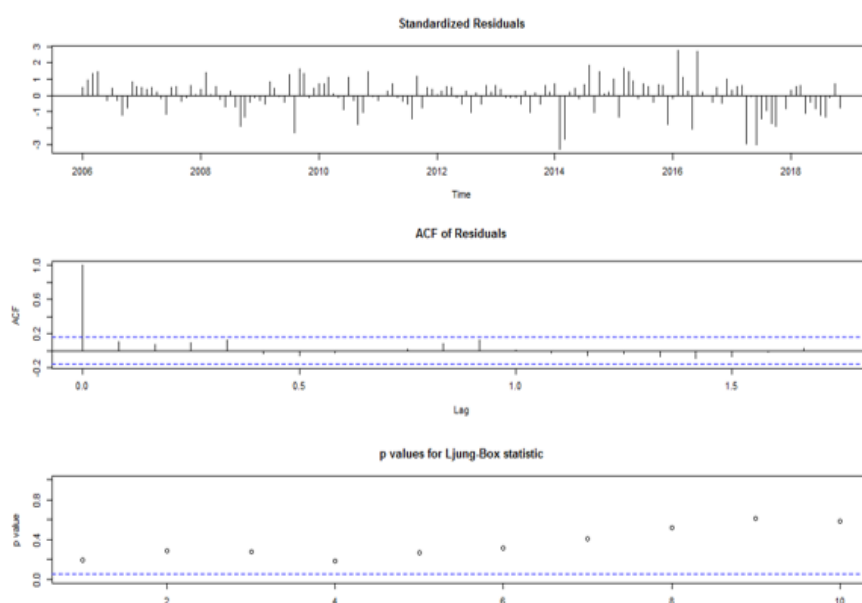 Standardized Residuals
3
2
1
0
-1
-3
2006 2008 2010 2012 2014 2016 2018
Time
ACF of Residuals
ACF
1.0
0.6
0.2
-0.2
0.0 0.5 1.0 1.5
Lag
p values for Ljung-Box statistic
p value
0.8
0.4
0.0
2 4 6 8 10